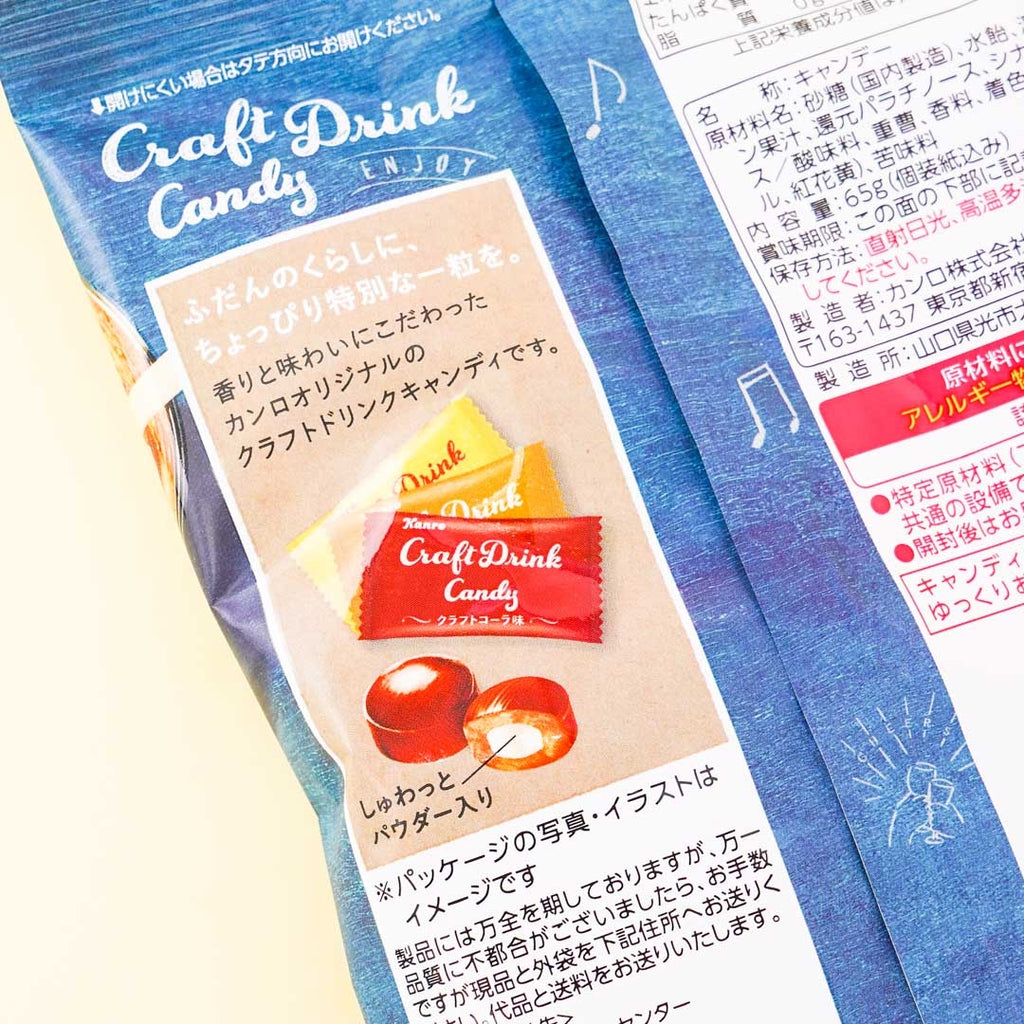 ⬇開けにくい場合はタテ方向にお開けください。
Craft Drink
Candy
ENJOY
ふだんのくらしに、
ちょっぴり特別な一粒を。
香りと味わいにこだわった
カンロオリジナルの
クラフトドリンクキャンディです。
Drink
Drink
Kanro
Craft Drink
Candy
～クラフトコーラ味～
しゅわっと
パウダー入り
※パッケージの写真・イラストは
イメージです
製品には万全を期しておりますが、万一
品質に不都合がございましたら、お手数
ですが現品と外袋を下記住所へお送りく
い。代品と送料をお送りいたします。
センター
たんぱく質 0g
脂 質
上記栄養成分値は
名 称：キャンデー
原材料名：砂糖（国内製造）、水飴、
ン果汁、還元パラチノース、シナ
ス／酸味料、重曹、香料、着色
ル、紅花黄）、苦味料
内 容 量：65g（個装紙込み）
賞味期限：この面の下部に記
保存方法：直射日光、高温多
してください。
製 造 者：カンロ株式会社
〒163-1437 東京都新宿
製 造 所：山口県光市大
原材料に
アレルギー物
●特定原材料（
共通の設備で
●開封後はお
キャンディ
ゆっくりお
CHEERS!